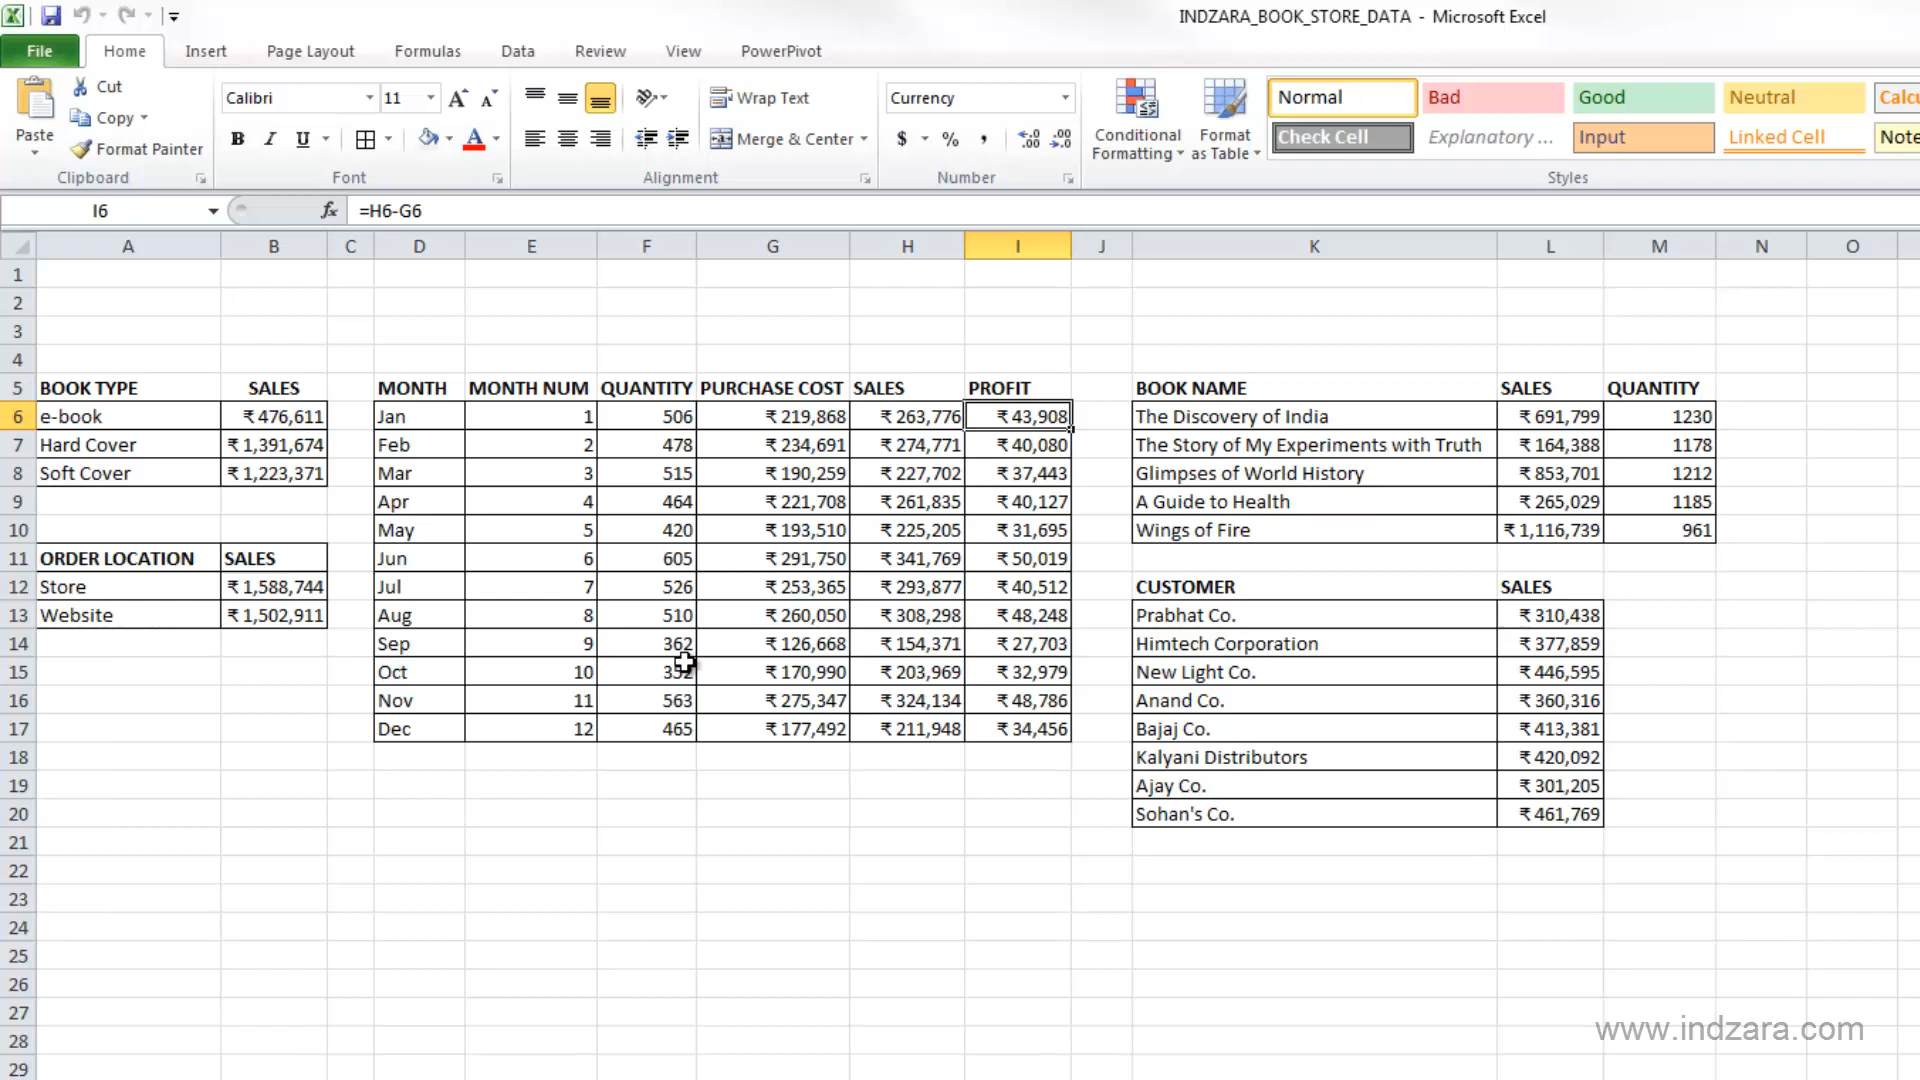 INDZARA_BOOK_STORE_DATA - Microsoft Excel
File Home Insert Page Layout Formulas Data Review View PowerPivot
Paste Cut Copy Format Painter
Clipboard
Calibri 11
B I U A
Font
Wrap Text
Merge & Center
Alignment
Currency
$ % ,
Number
Conditional Formatting
Format as Table
Normal Bad Good Neutral
Check Cell Explanatory ... Input Linked Cell Note
Styles
I6 fx =H6-G6
A B C D E F G H I J K L M N O
1
2
3
4
5 BOOK TYPE SALES MONTH MONTH NUM QUANTITY PURCHASE COST SALES PROFIT BOOK NAME SALES QUANTITY
6 e-book ₹ 476,611 Jan 1 506 ₹ 219,868 ₹ 263,776 ₹ 43,908 The Discovery of India ₹ 691,799 1230
7 Hard Cover ₹ 1,391,674 Feb 2 478 ₹ 234,691 ₹ 274,771 ₹ 40,080 The Story of My Experiments with Truth ₹ 164,388 1178
8 Soft Cover ₹ 1,223,371 Mar 3 515 ₹ 190,259 ₹ 227,702 ₹ 37,443 Glimpses of World History ₹ 853,701 1212
9 Apr 4 464 ₹ 221,708 ₹ 261,835 ₹ 40,127 A Guide to Health ₹ 265,029 1185
10 May 5 420 ₹ 193,510 ₹ 225,205 ₹ 31,695 Wings of Fire ₹ 1,116,739 961
11 ORDER LOCATION SALES Jun 6 605 ₹ 291,750 ₹ 341,769 ₹ 50,019
12 Store ₹ 1,588,744 Jul 7 526 ₹ 253,365 ₹ 293,877 ₹ 40,512 CUSTOMER SALES
13 Website ₹ 1,502,911 Aug 8 510 ₹ 260,050 ₹ 308,298 ₹ 48,248 Prabhat Co. ₹ 310,438
14 Sep 9 362 ₹ 126,668 ₹ 154,371 ₹ 27,703 Himtech Corporation ₹ 377,859
15 Oct 10 ₹ 170,990 ₹ 203,969 ₹ 32,979 New Light Co. ₹ 446,595
16 Nov 11 563 ₹ 275,347 ₹ 324,134 ₹ 48,786 Anand Co. ₹ 360,316
17 Dec 12 465 ₹ 177,492 ₹ 211,948 ₹ 34,456 Bajaj Co. ₹ 413,381
18 Kalyani Distributors ₹ 420,092
19 Ajay Co. ₹ 301,205
20 Sohan's Co. ₹ 461,769
21
22
23
24
25
26
27
28
29
www.indzara.com